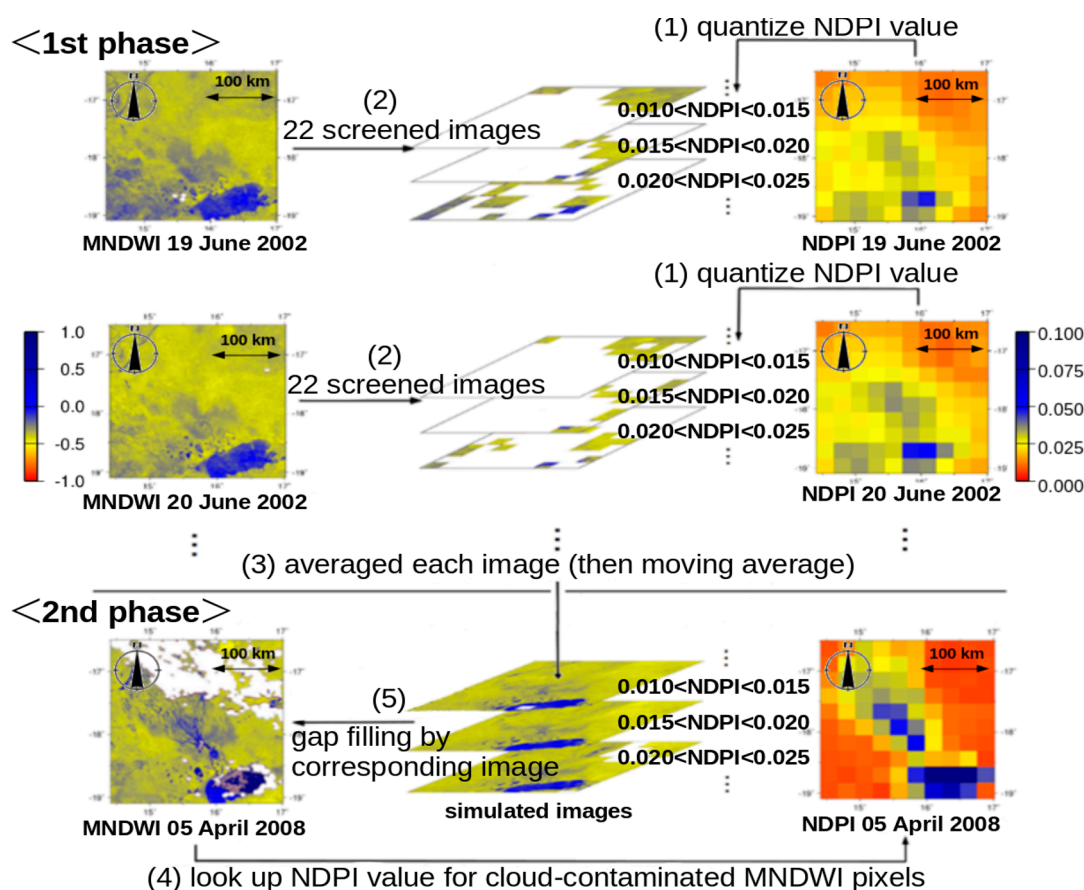 <1st phase>
(1) quantize NDPI value
100 km
(2)
22 screened images
0.010<NDPI<0.015
0.015<NDPI<0.020
0.020<NDPI<0.025
100 km
MNDWI 19 June 2002
NDPI 19 June 2002
(1) quantize NDPI value
1.0
0.5
0.0
-0.5
-1.0
100 km
(2)
22 screened images
0.010<NDPI<0.015
0.015<NDPI<0.020
0.020<NDPI<0.025
100 km
0.100
0.075
0.050
0.025
0.000
MNDWI 20 June 2002
NDPI 20 June 2002
(3) averaged each image (then moving average)
<2nd phase>
100 km
(5)
gap filling by
corresponding image
0.010<NDPI<0.015
0.015<NDPI<0.020
0.020<NDPI<0.025
simulated images
100 km
MNDWI 05 April 2008
NDPI 05 April 2008
(4) look up NDPI value for cloud-contaminated MNDWI pixels